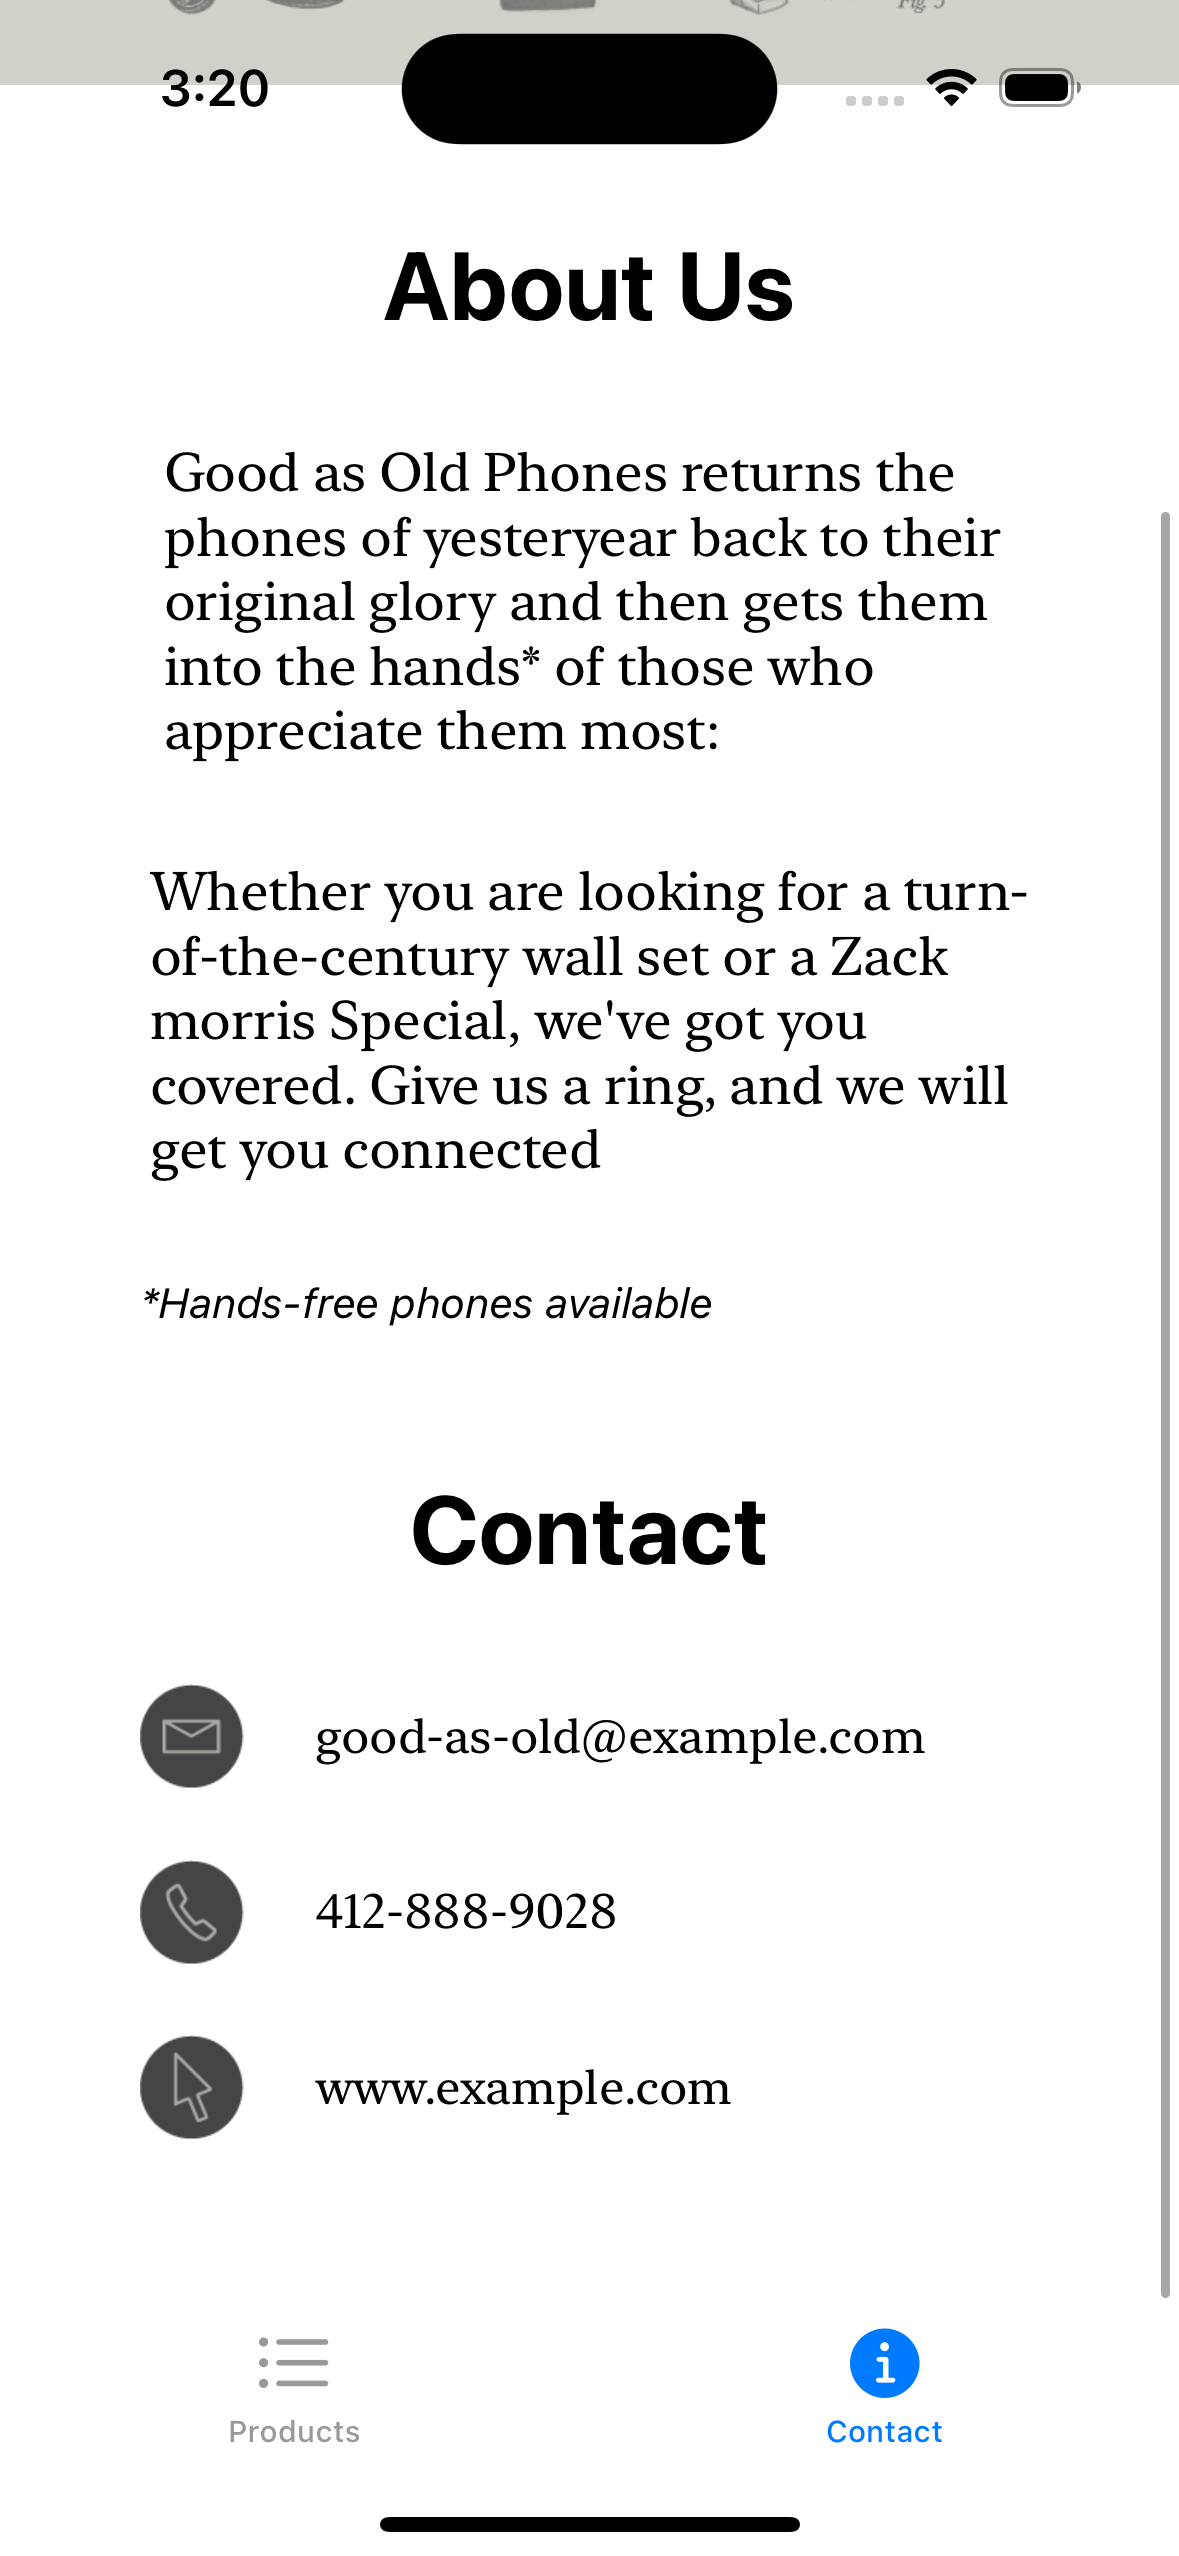 Fig. 5
3:20
About Us
Good as Old Phones returns the
phones of yesteryear back to their
original glory and then gets them
into the hands* of those who
appreciate them most:
Whether you are looking for a turn-
of-the-century wall set or a Zack
morris Special, we've got you
covered. Give us a ring, and we will
get you connected
*Hands-free phones available
Contact
good-as-old@example.com
412-888-9028
www.example.com
Products
Contact